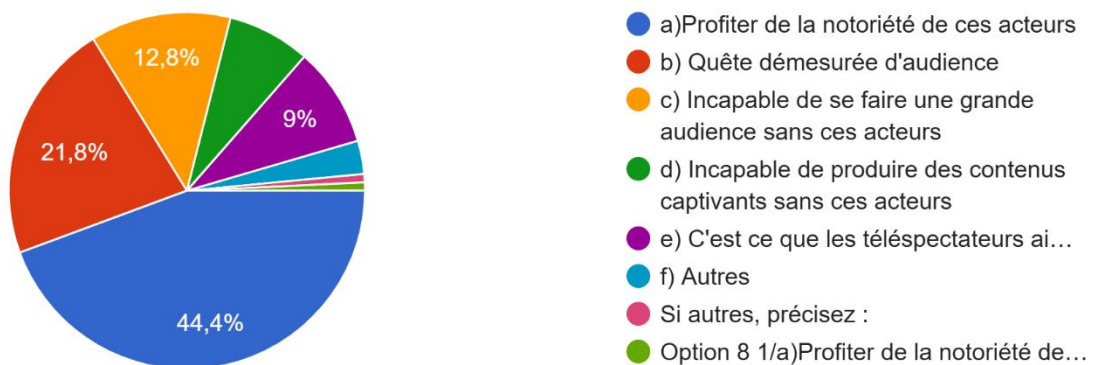 12,8%
9%
21,8%
44,4%
a)Profiter de la notoriété de ces acteurs
b) Quête démesurée d'audience
c) Incapable de se faire une grande
audience sans ces acteurs
d) Incapable de produire des contenus
captivants sans ces acteurs
e) C'est ce que les téléspectateurs ai…
f) Autres
Si autres, précisez :
Option 8 1/a)Profiter de la notoriété de…